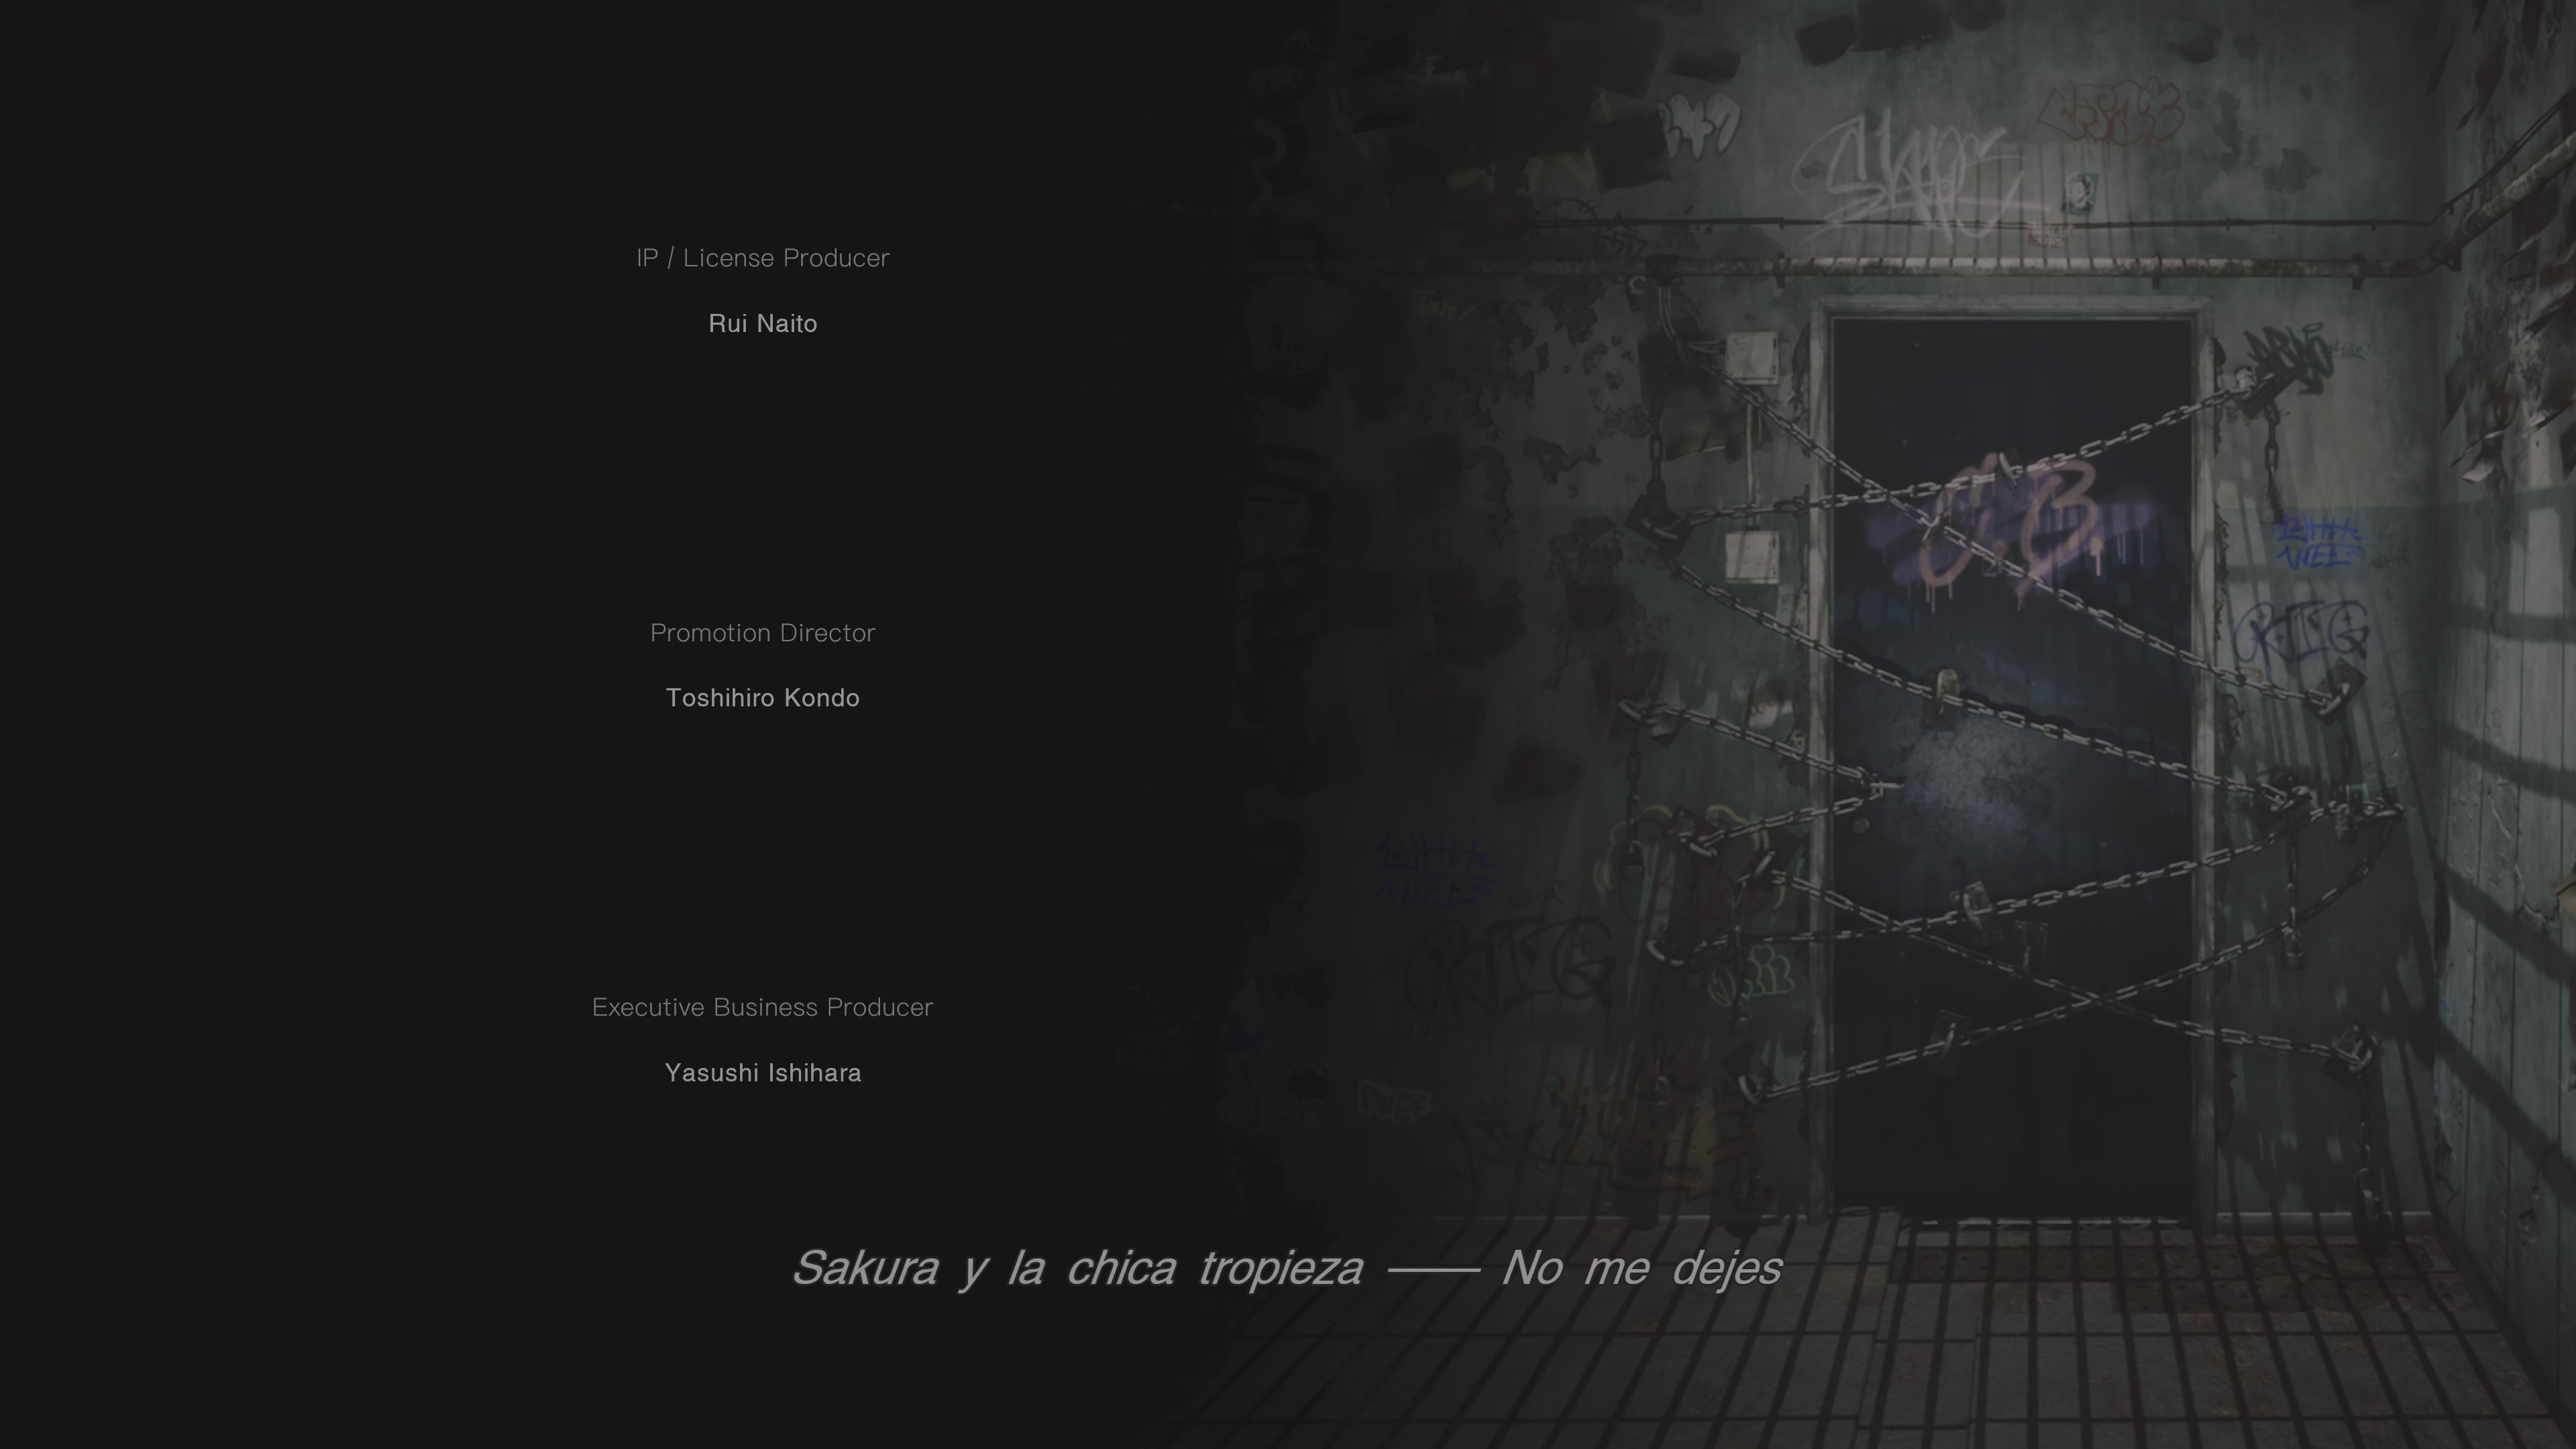 IP / License Producer
Rui Naito
Promotion Director
Toshihiro Kondo
Executive Business Producer
Yasushi Ishihara
C.B.
Sakura y la chica tropieza —— No me dejes